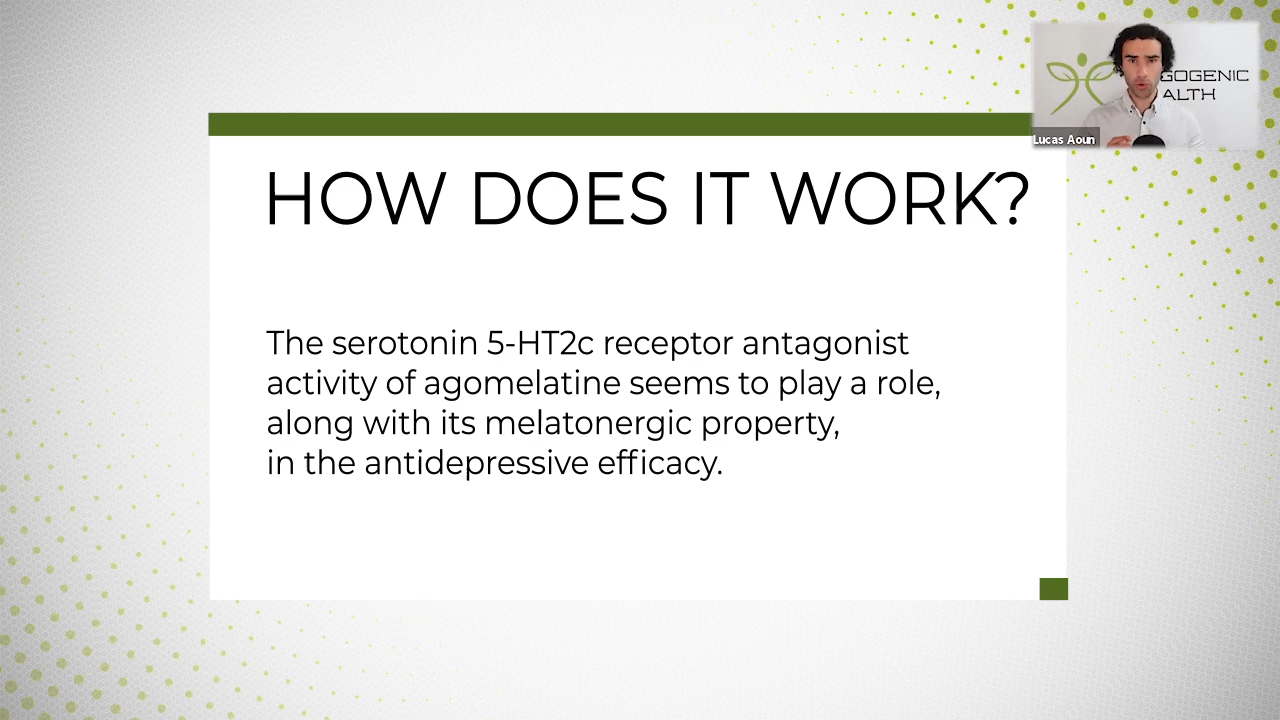 HOW DOES IT WORK?
The serotonin 5-HT2c receptor antagonist
activity of agomelatine seems to play a role,
along with its melatonergic property,
in the antidepressive efficacy.
GOGENIC
ALTH
Lucas Aoun